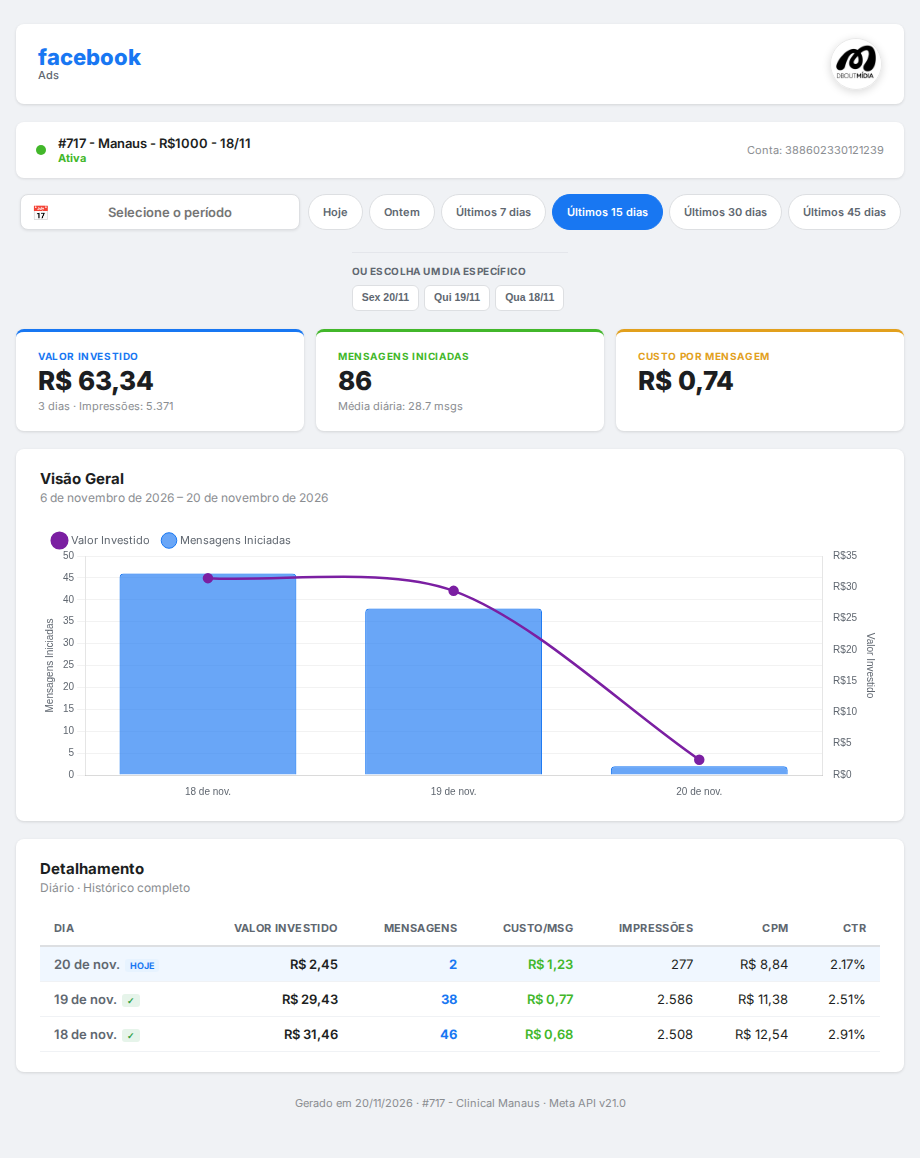 facebook
Ads
DBOUTMÍDIA
#717 - Manaus - R$1000 - 18/11
Ativa
Conta: 388602330121239
Selecione o período
Hoje
Ontem
Últimos 7 dias
Últimos 15 dias
Últimos 30 dias
Últimos 45 dias
OU ESCOLHA UM DIA ESPECÍFICO
Sex 20/11
Qui 19/11
Qua 18/11
VALOR INVESTIDO
R$ 63,34
3 dias · Impressões: 5.371
MENSAGENS INICIADAS
86
Média diária: 28.7 msgs
CUSTO POR MENSAGEM
R$ 0,74
Visão Geral
6 de novembro de 2026 – 20 de novembro de 2026
Valor Investido
Mensagens Iniciadas
Mensagens Iniciadas
50
45
40
35
30
25
20
15
10
5
0
R$35
R$30
R$25
R$20
R$15
R$10
R$5
R$0
Valor Investido
18 de nov.
19 de nov.
20 de nov.
Detalhamento
Diário · Histórico completo
DIA VALOR INVESTIDO MENSAGENS CUSTO/MSG IMPRESSÕES CPM CTR
20 de nov. HOJE R$ 2,45 2 R$ 1,23 277 R$ 8,84 2.17%
19 de nov. ✓ R$ 29,43 38 R$ 0,77 2.586 R$ 11,38 2.51%
18 de nov. ✓ R$ 31,46 46 R$ 0,68 2.508 R$ 12,54 2.91%
Gerado em 20/11/2026 · #717 - Clinical Manaus · Meta API v21.0